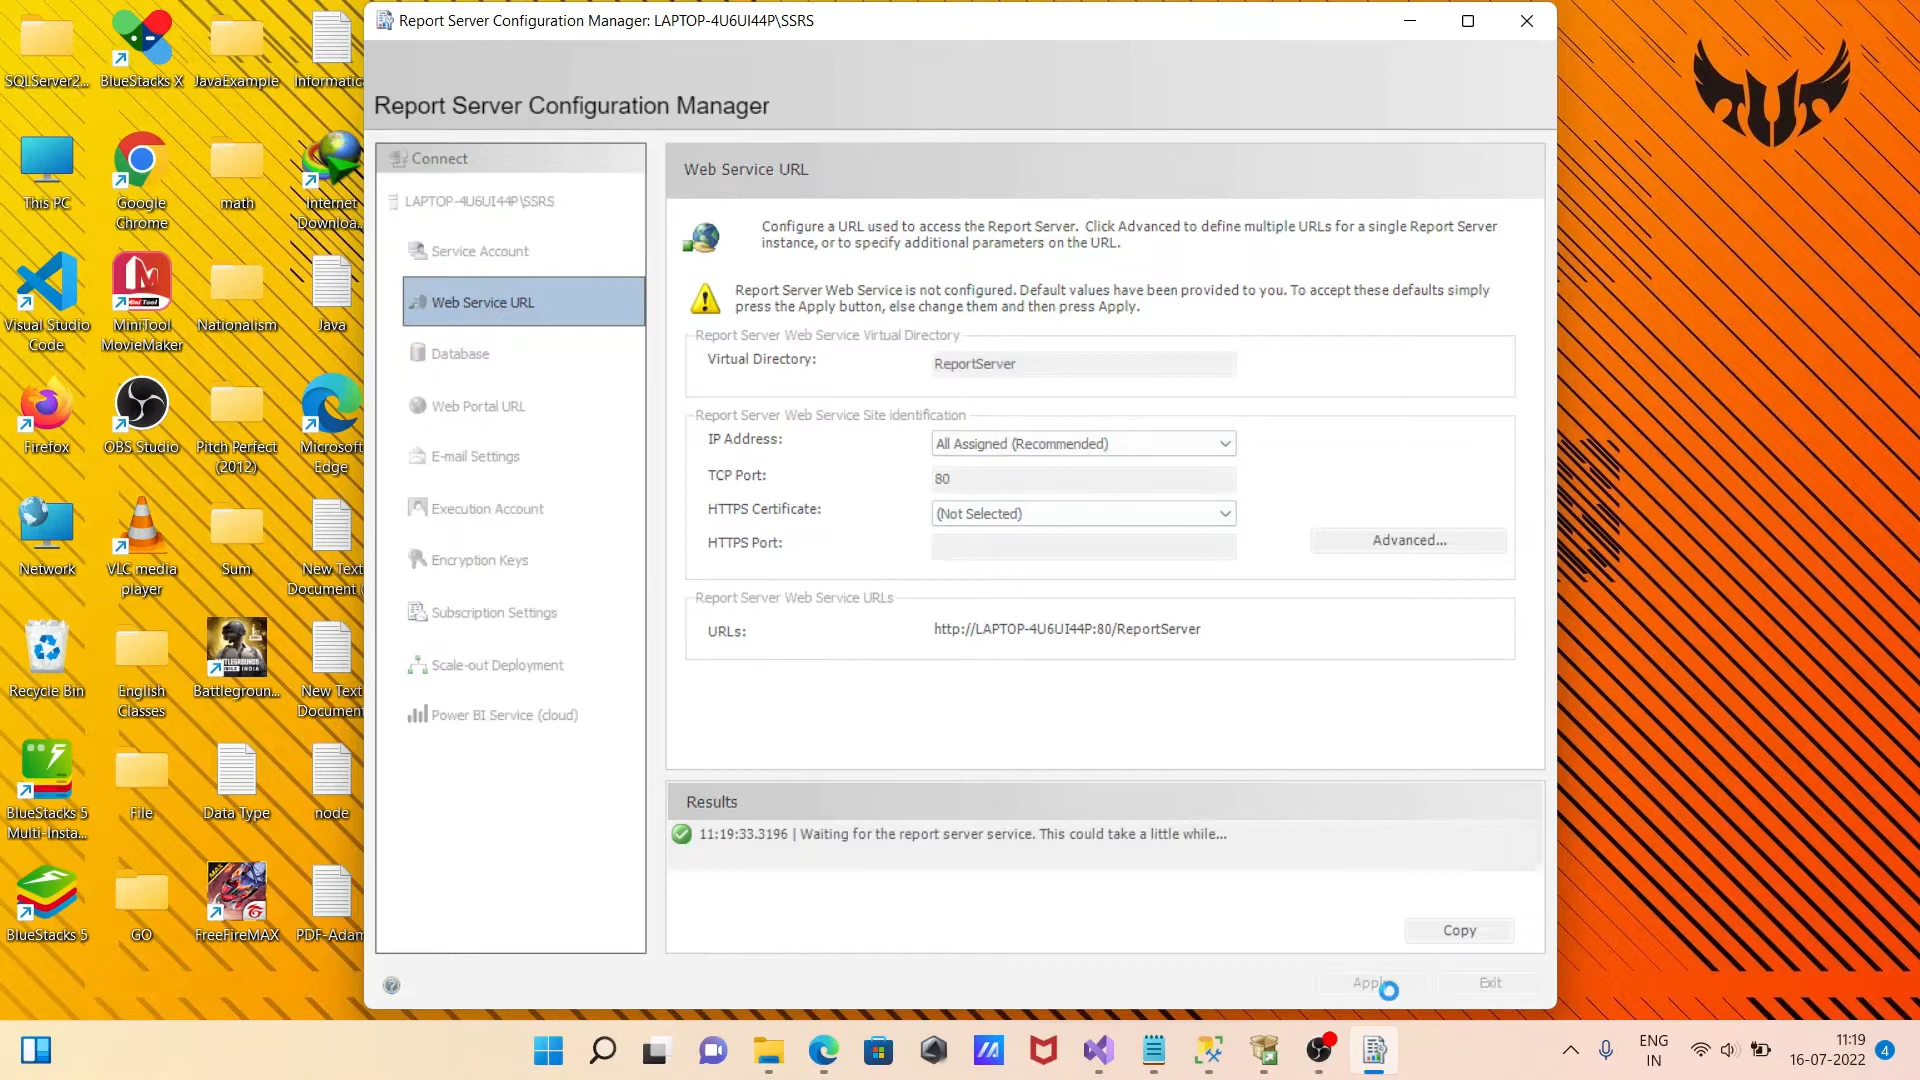 Report Server Configuration Manager: LAPTOP-4U6UI44P\SSRS
Report Server Configuration Manager
Connect
LAPTOP-4U6UI44P\SSRS
Service Account
Web Service URL
Database
Web Portal URL
E-mail Settings
Execution Account
Encryption Keys
Subscription Settings
Scale-out Deployment
Power BI Service (cloud)
Web Service URL
Configure a URL used to access the Report Server. Click Advanced to define multiple URLs for a single Report Server
instance, or to specify additional parameters on the URL.
Report Server Web Service is not configured. Default values have been provided to you. To accept these defaults simply
press the Apply button, else change them and then press Apply.
Report Server Web Service Virtual Directory
Virtual Directory: ReportServer
Report Server Web Service Site identification
IP Address: All Assigned (Recommended)
TCP Port: 80
HTTPS Certificate: (Not Selected)
HTTPS Port:
Advanced...
Report Server Web Service URLs
URLs: http://LAPTOP-4U6UI44P:80/ReportServer
Results
11:19:33.3196 | Waiting for the report server service. This could take a little while...
Copy
Apply
Exit
SQLServer2...
BlueStacks X
JavaExample
Informatic
This PC
Google
Chrome
math
Internet
Downloa...
Visual Studio
Code
MiniTool
MovieMaker
Nationalism
Java
Firefox
OBS Studio
Pitch Perfect
(2012)
Microsoft
Edge
Network
VLC media
player
Sum
New Text
Document (
Recycle Bin
English
Classes
Battlegroun...
New Text
Document
BlueStacks 5
Multi-Insta...
File
Data Type
node
BlueStacks 5
GO
FreeFireMAX
PDF-Adam
ENG
IN
11:19
16-07-2022
4